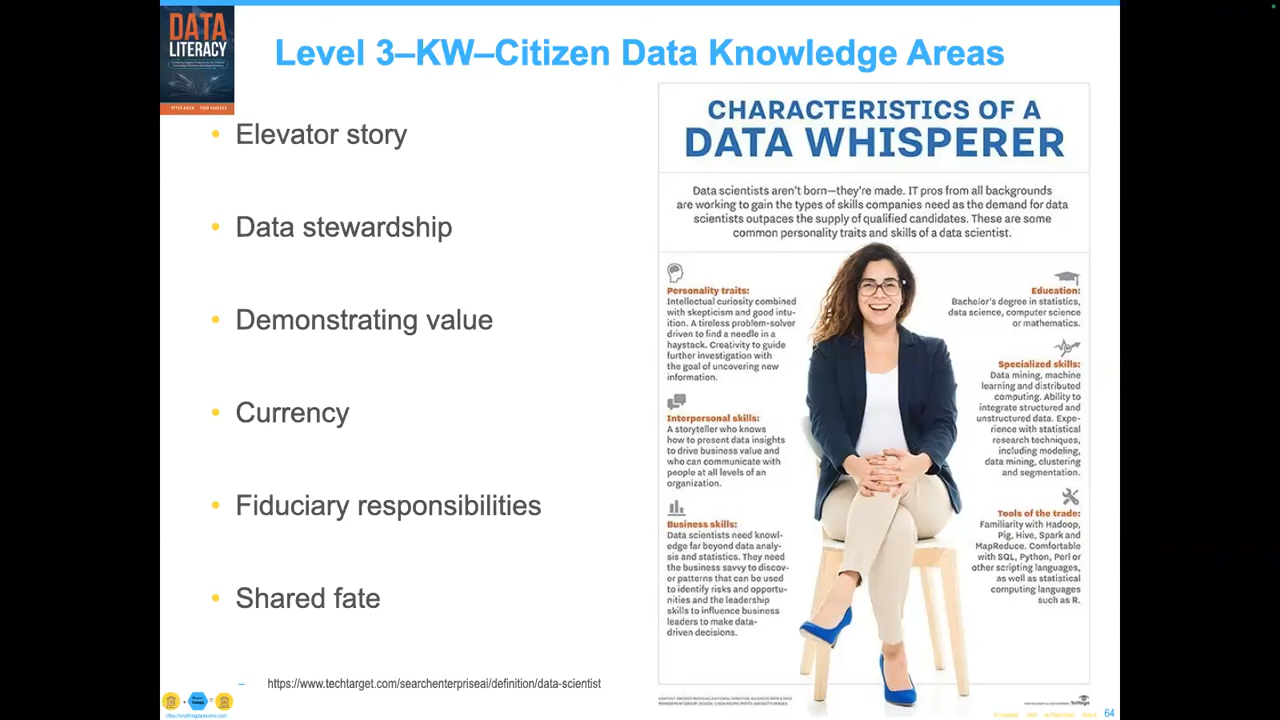 DATA
LITERACY
Level 3–KW–Citizen Data Knowledge Areas
• Elevator story
• Data stewardship
• Demonstrating value
• Currency
• Fiduciary responsibilities
• Shared fate
– https://www.techtarget.com/searchenterpriseai/definition/data-scientist
CHARACTERISTICS OF A
DATA WHISPERER
Data scientists aren't born—they're made. IT pros from all backgrounds
are working to gain the types of skills companies need as the demand for data
scientists outpaces the supply of qualified candidates. These are some
common personality traits and skills of a data scientist.
Personality traits:
Intellectual curiosity combined
with skepticism and good intu-
ition. A tireless problem-solver
driven to find a needle in a
haystack. Creativity to guide
further investigation with
the goal of uncovering new
information.
Interpersonal skills:
A storyteller who knows
how to present data insights
to drive business value and
who can communicate with
people at all levels of an
organization.
Business skills:
Data scientists need knowl-
edge far beyond data analy-
sis and statistics. They need
the business savvy to discov-
er patterns that can be used
to identify risks and opportu-
nities and the leadership
skills to influence business
leaders to make data-
driven decisions.
Education:
Bachelor's degree in statistics,
data science, computer science
or mathematics.
Specialized skills:
Data mining, machine
learning and distributed
computing. Ability to
integrate structured and
unstructured data. Expe-
rience with statistical
research techniques,
including modeling,
data mining, clustering
and segmentation.
Tools of the trade:
Familiarity with Hadoop,
Pig, Hive, Spark and
MapReduce. Comfortable
with SQL, Python, Perl or
other scripting languages,
as well as statistical
computing languages
such as R.
TechTarget
https://anythingawesome.com
64